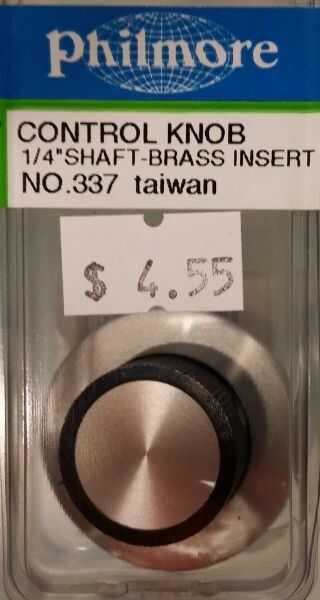 Philmore
CONTROL KNOB
1/4"SHAFT-BRASS INSERT
NO.337 taiwan
$ 4.55